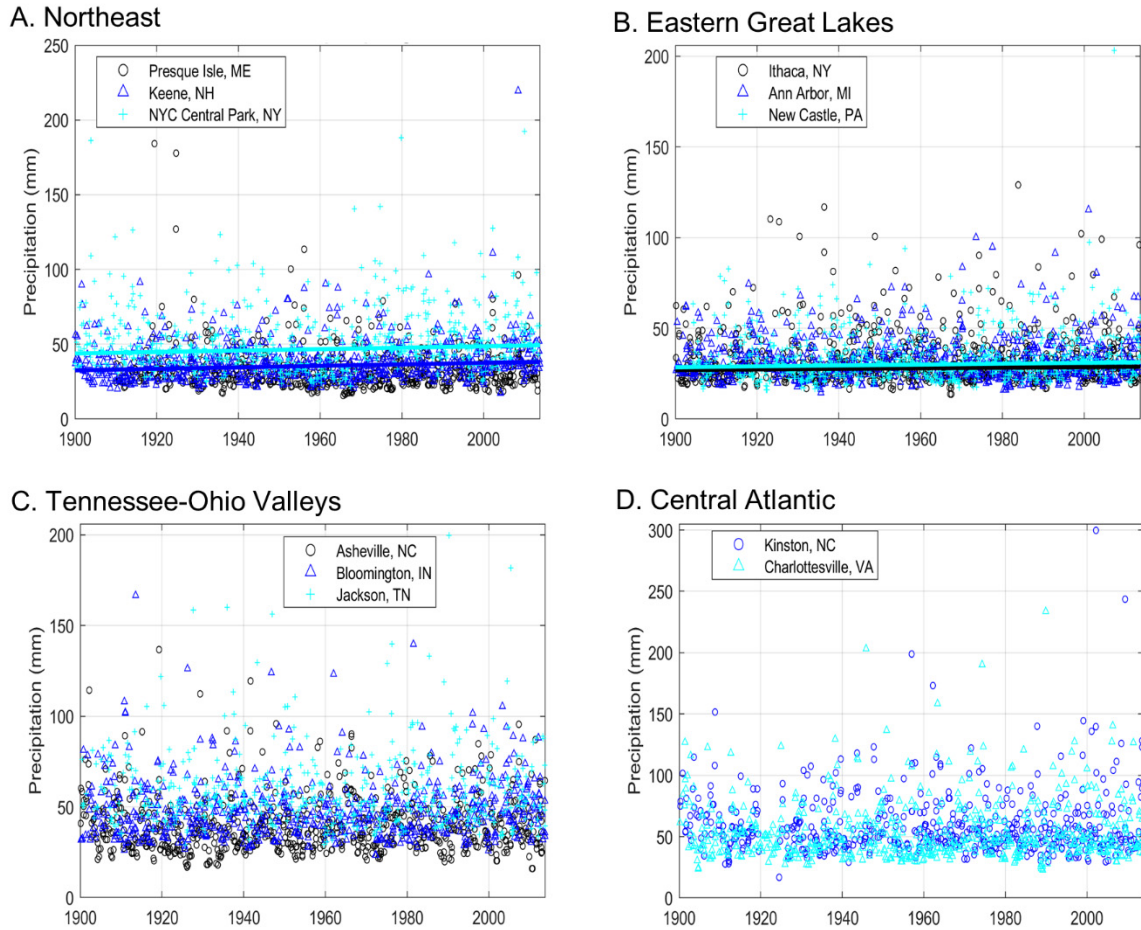 A. Northeast
250
200
150
100
50
0
Precipitation (mm)
Presque Isle, ME
Keene, NH
NYC Central Park, NY
1900 1920 1940 1960 1980 2000
B. Eastern Great Lakes
200
150
100
50
0
Precipitation (mm)
Ithaca, NY
Ann Arbor, MI
New Castle, PA
1900 1920 1940 1960 1980 2000
C. Tennessee-Ohio Valleys
200
150
100
50
0
Precipitation (mm)
Asheville, NC
Bloomington, IN
Jackson, TN
1900 1920 1940 1960 1980 2000
D. Central Atlantic
300
250
200
150
100
50
0
Precipitation (mm)
Kinston, NC
Charlottesville, VA
1900 1920 1940 1960 1980 2000